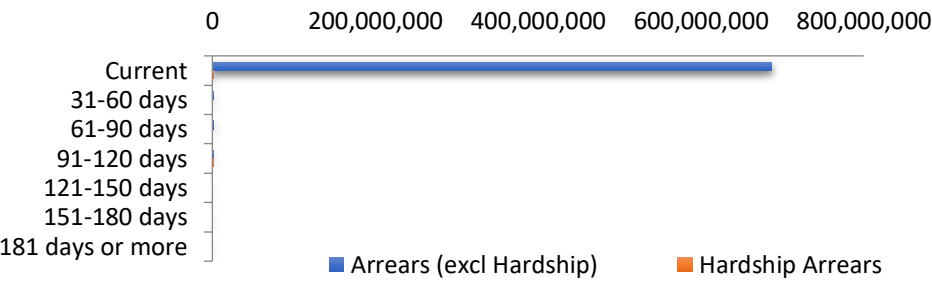 0 200,000,000 400,000,000 600,000,000 800,000,000
Current
31-60 days
61-90 days
91-120 days
121-150 days
151-180 days
181 days or more
Arrears (excl Hardship) Hardship Arrears